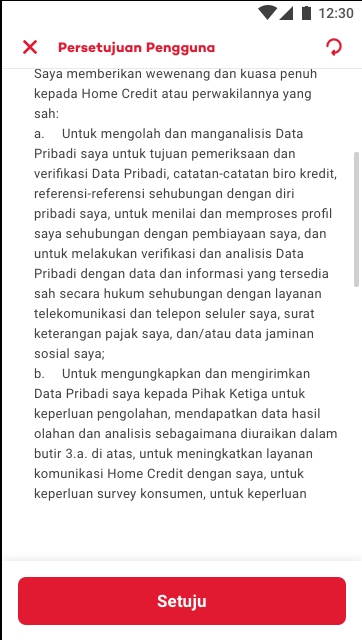 12:30
Persetujuan Pengguna
Saya memberikan wewenang dan kuasa penuh
kepada Home Credit atau perwakilannya yang
sah:
a. Untuk mengolah dan manganalisis Data
Pribadi saya untuk tujuan pemeriksaan dan
verifikasi Data Pribadi, catatan-catatan biro kredit,
referensi-referensi sehubungan dengan diri
pribadi saya, untuk menilai dan memproses profil
saya sehubungan dengan pembiayaan saya, dan
untuk melakukan verifikasi dan analisis Data
Pribadi dengan data dan informasi yang tersedia
sah secara hukum sehubungan dengan layanan
telekomunikasi dan telepon seluler saya, surat
keterangan pajak saya, dan/atau data jaminan
sosial saya;
b. Untuk mengungkapkan dan mengirimkan
Data Pribadi saya kepada Pihak Ketiga untuk
keperluan pengolahan, mendapatkan data hasil
olahan dan analisis sebagaimana diuraikan dalam
butir 3.a. di atas, untuk meningkatkan layanan
komunikasi Home Credit dengan saya, untuk
keperluan survey konsumen, untuk keperluan
Setuju